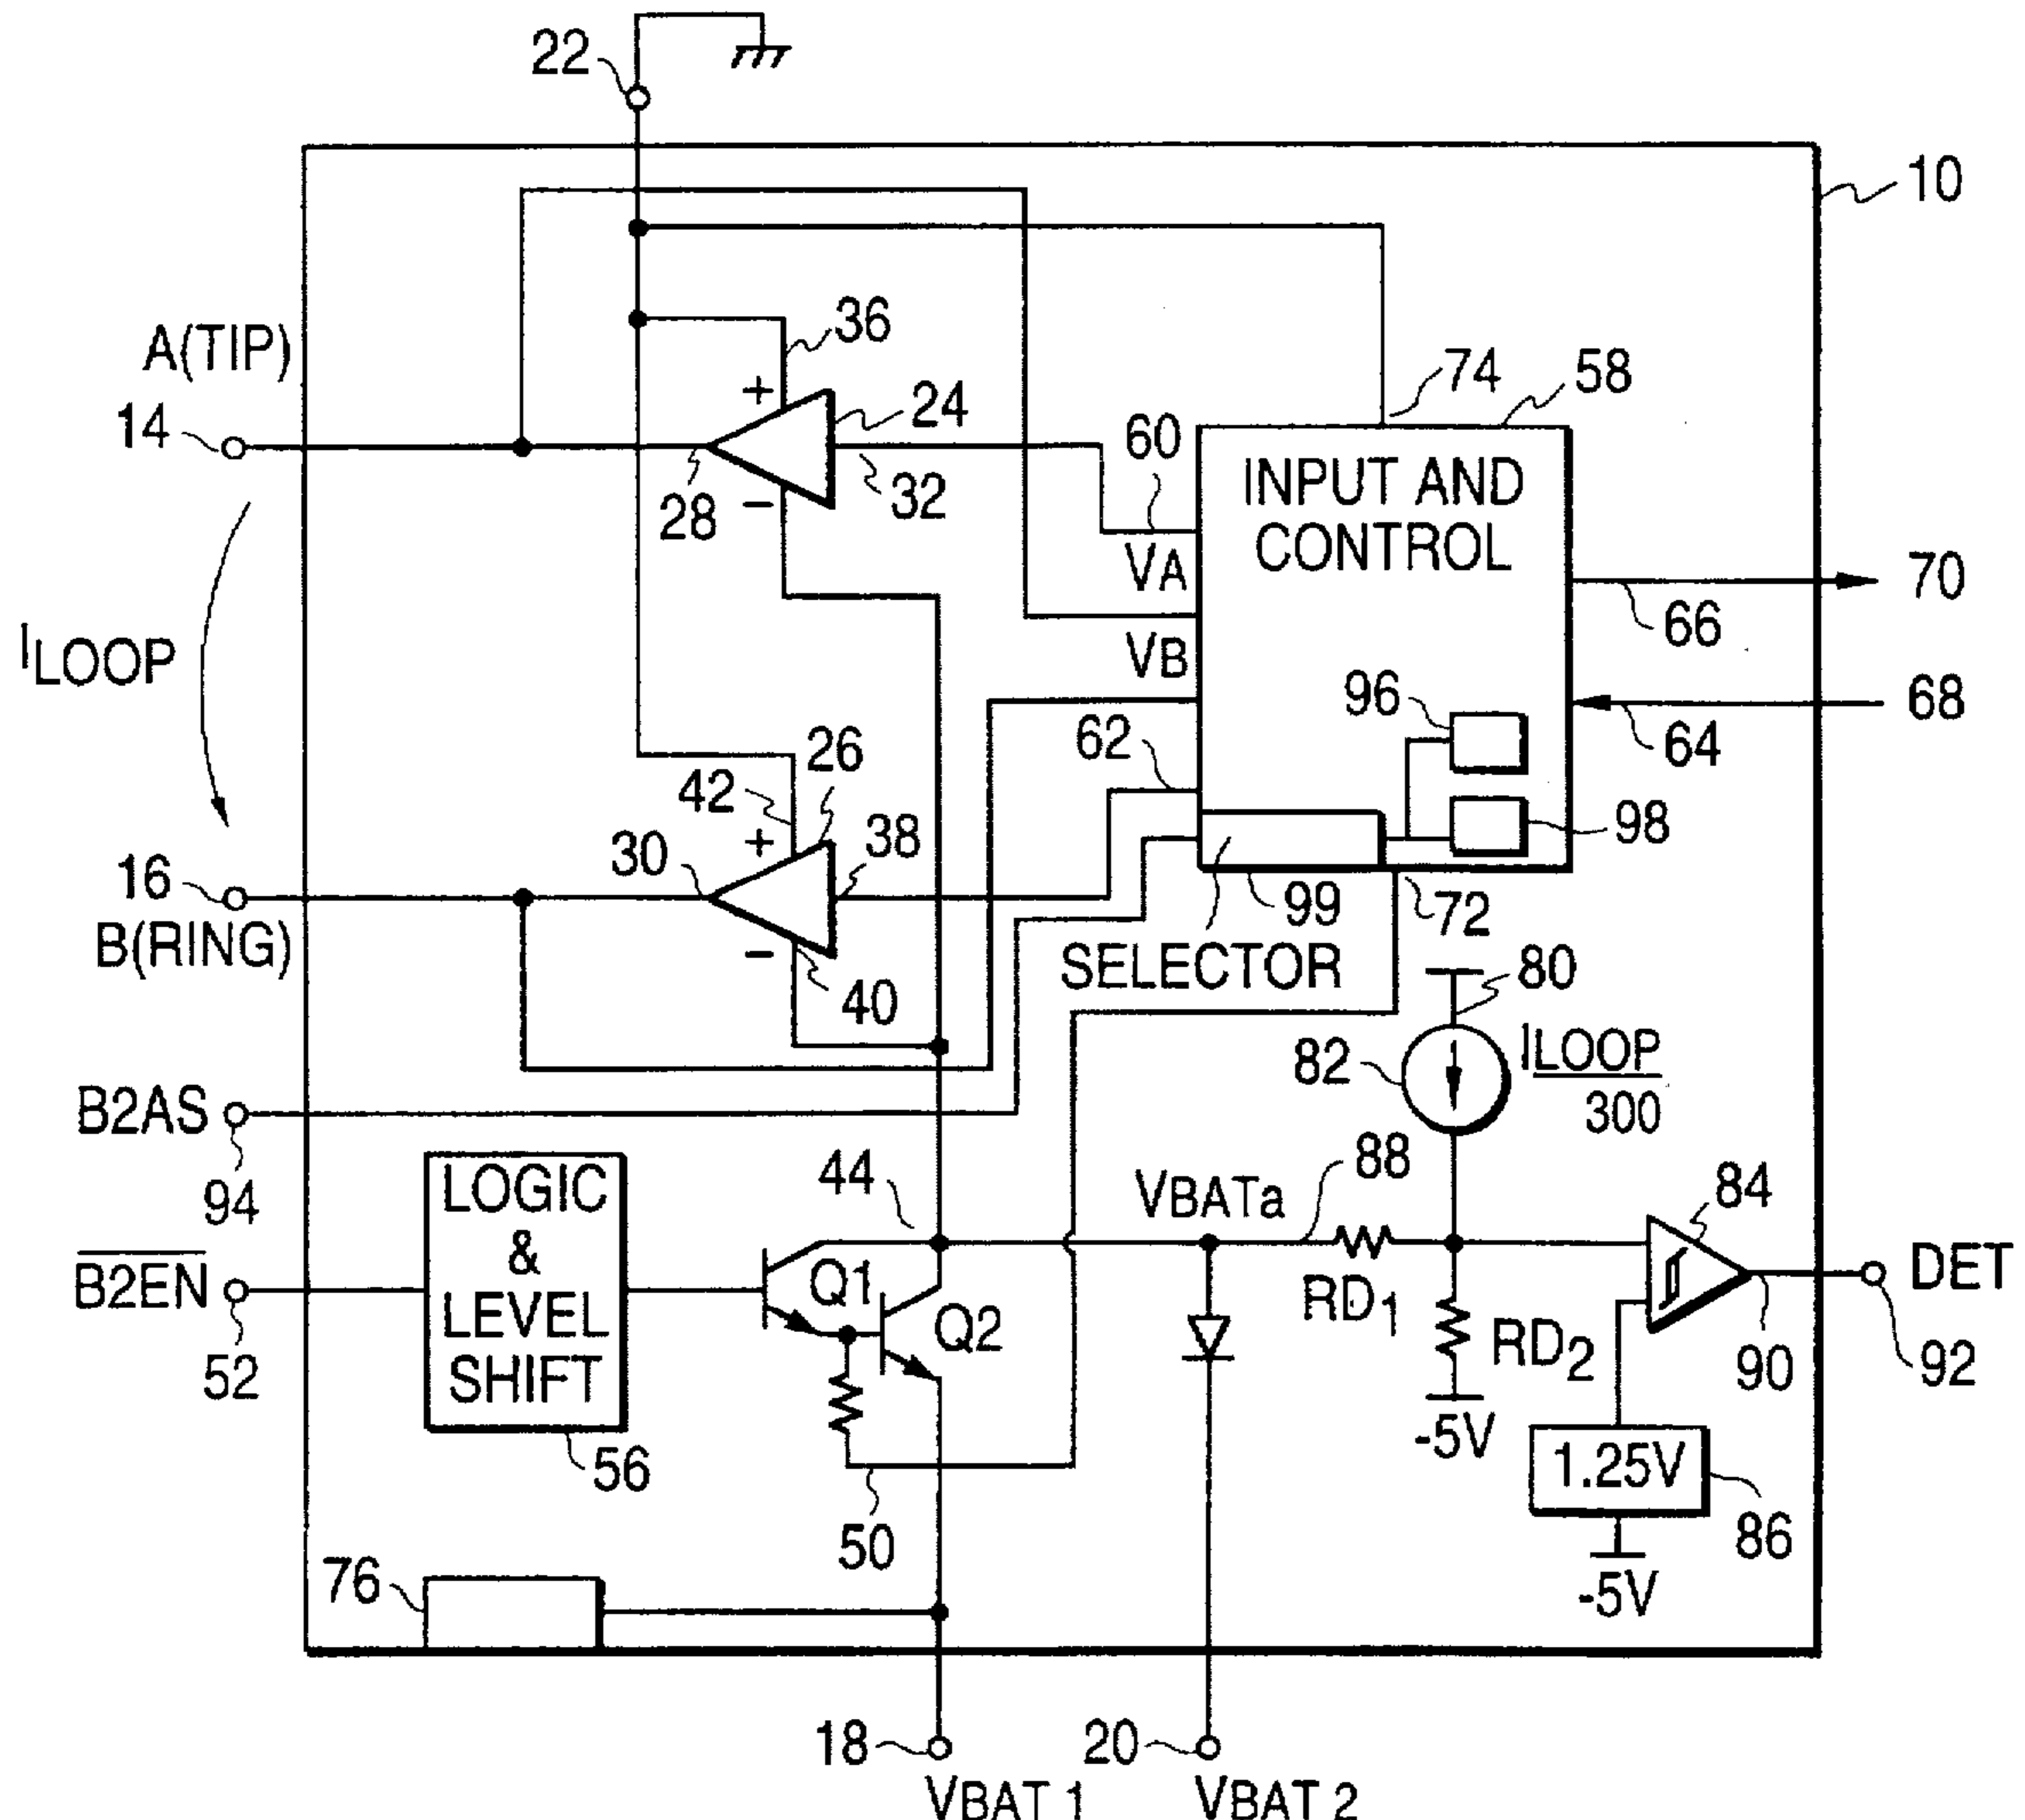 22
10
A(TIP)
36
74
58
14
24
60
28
32
INPUT AND
CONTROL
VA
70
66
ILOOP
VB
96
68
62
64
26
42
98
30
38
16
99
72
B(RING)
SELECTOR
80
40
82
ILOOP
300
B2AS
94
LOGIC
&
LEVEL
SHIFT
44
VBATa
88
84
B2EN
52
Q1
Q2
RD1
RD2
DET
90
92
-5V
1.25V
56
86
50
76
-5V
18
20
VBAT 1
VBAT 2